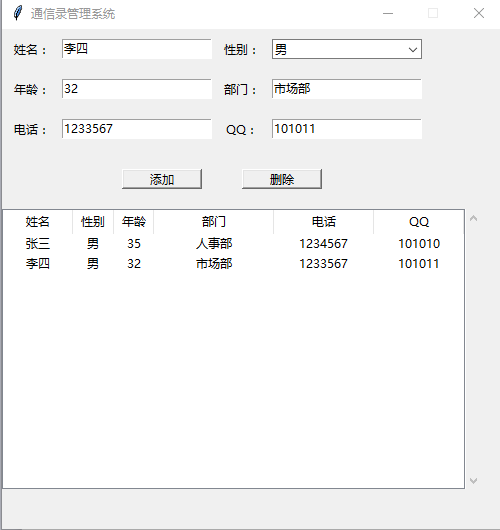 通信录管理系统
姓名： 李四 性别： 男
年龄： 32 部门： 市场部
电话： 1233567 QQ： 101011
添加 删除
姓名 性别 年龄 部门 电话 QQ
张三 男 35 人事部 1234567 101010
李四 男 32 市场部 1233567 101011